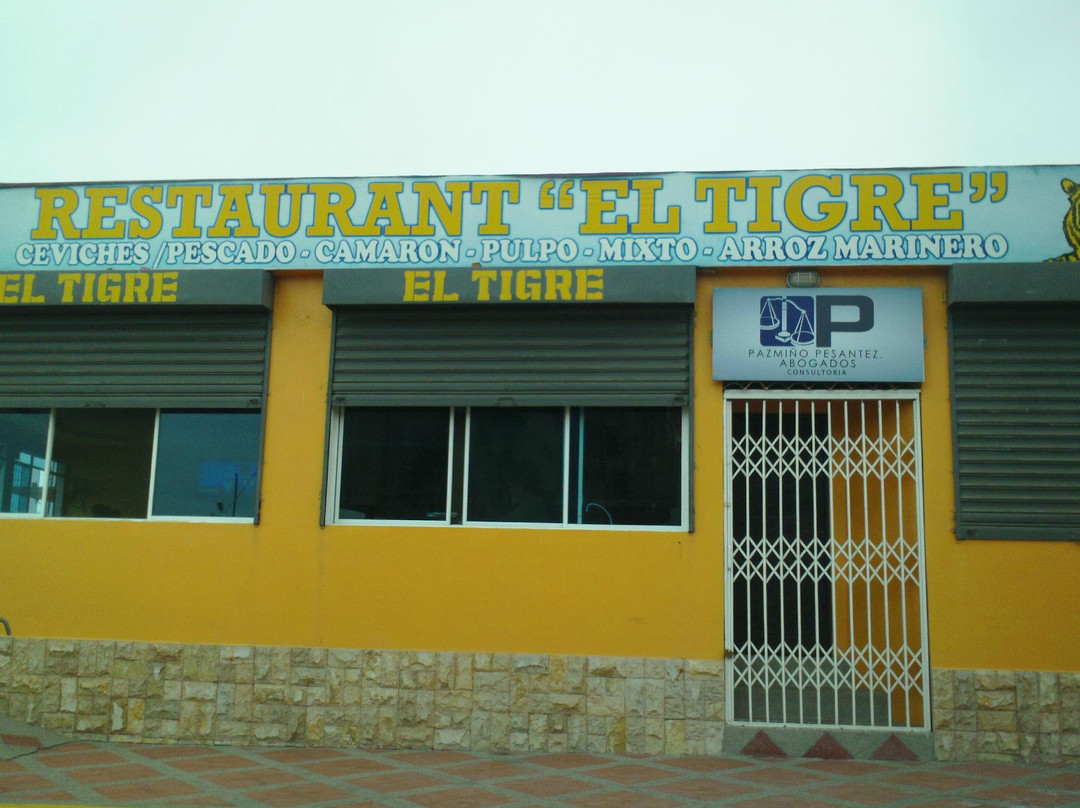 RESTAURANT “EL TIGRE”
CEVICHES / PESCADO - CAMARON - PULPO - MIXTO - ARROZ MARINERO
EL TIGRE
EL TIGRE
P
PAZMIÑO PESANTEZ.
ABOGADOS
CONSULTORIA